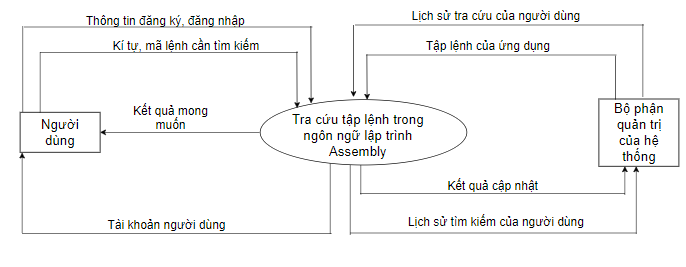 Thông tin đăng ký, đăng nhập
Lịch sử tra cứu của người dùng
Kí tự, mã lệnh cần tìm kiếm
Tập lệnh của ứng dụng
Kết quả mong
muốn
Người
dùng
Tra cứu tập lệnh trong
ngôn ngữ lập trình
Assembly
Bộ phận
quản trị
của hệ
thống
Kết quả cập nhật
Tài khoản người dùng
Lịch sử tìm kiếm của người dùng